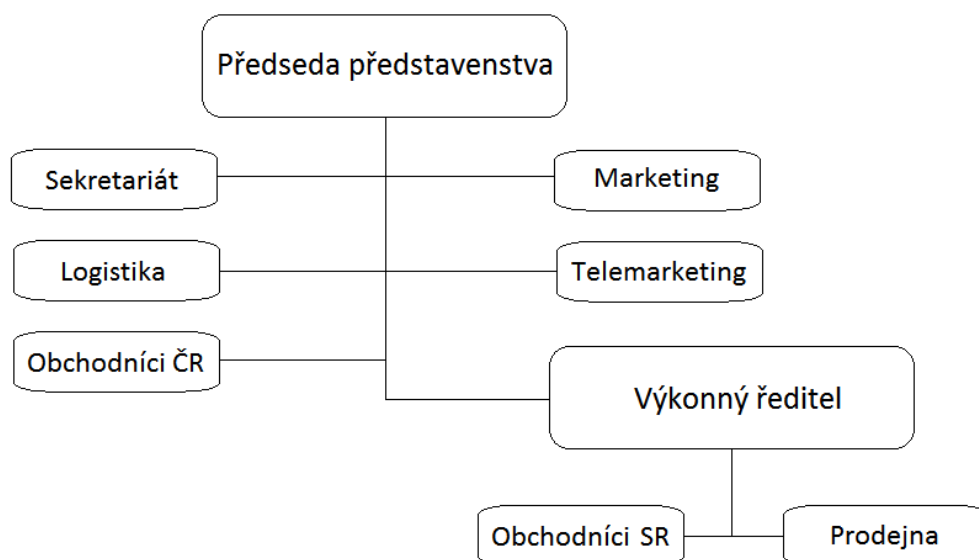 Předseda představenstva
Sekretariát
Marketing
Logistika
Telemarketing
Obchodníci ČR
Výkonný ředitel
Obchodníci SR
Prodejna